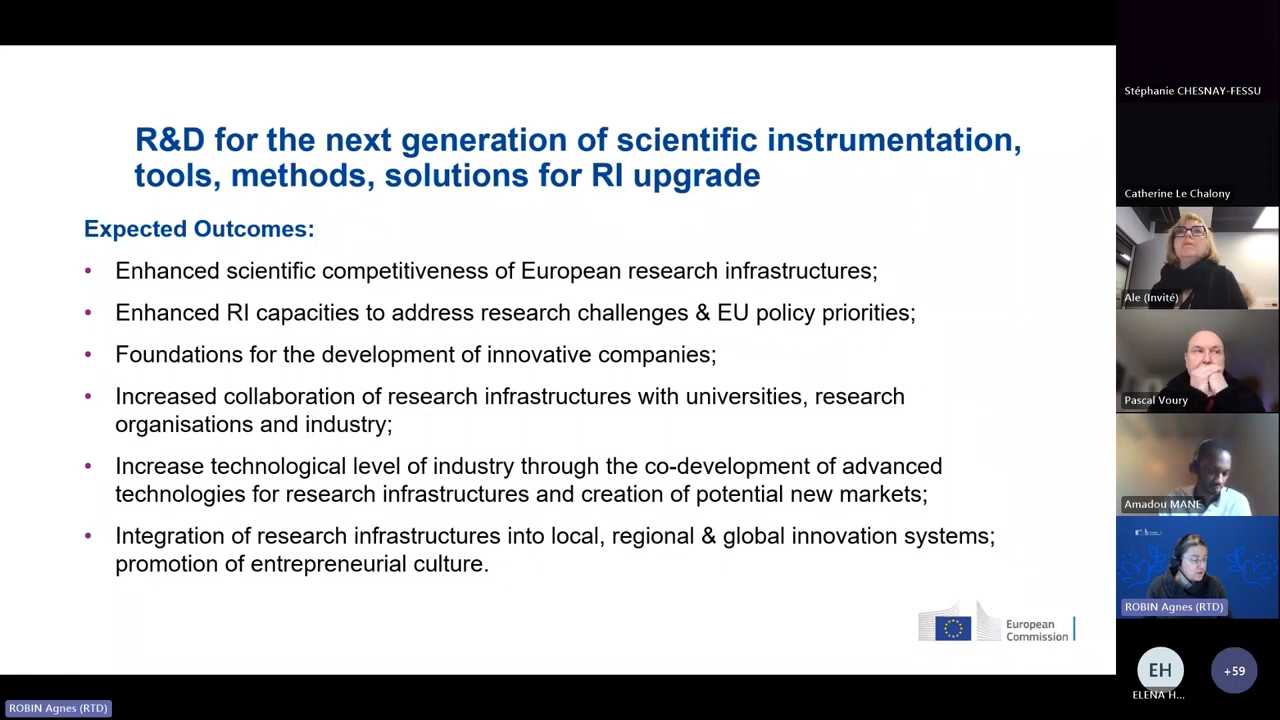 R&D for the next generation of scientific instrumentation,
tools, methods, solutions for RI upgrade
Expected Outcomes:
• Enhanced scientific competitiveness of European research infrastructures;
• Enhanced RI capacities to address research challenges & EU policy priorities;
• Foundations for the development of innovative companies;
• Increased collaboration of research infrastructures with universities, research
organisations and industry;
• Increase technological level of industry through the co-development of advanced
technologies for research infrastructures and creation of potential new markets;
• Integration of research infrastructures into local, regional & global innovation systems;
promotion of entrepreneurial culture.
European
Commission
ROBIN Agnes (RTD)
Stéphanie CHESNAY-FESSU
Catherine Le Chalony
Ale (Invité)
Pascal Voury
Amadou MANE
ROBIN Agnes (RTD)
EH
+59
ELENA H...